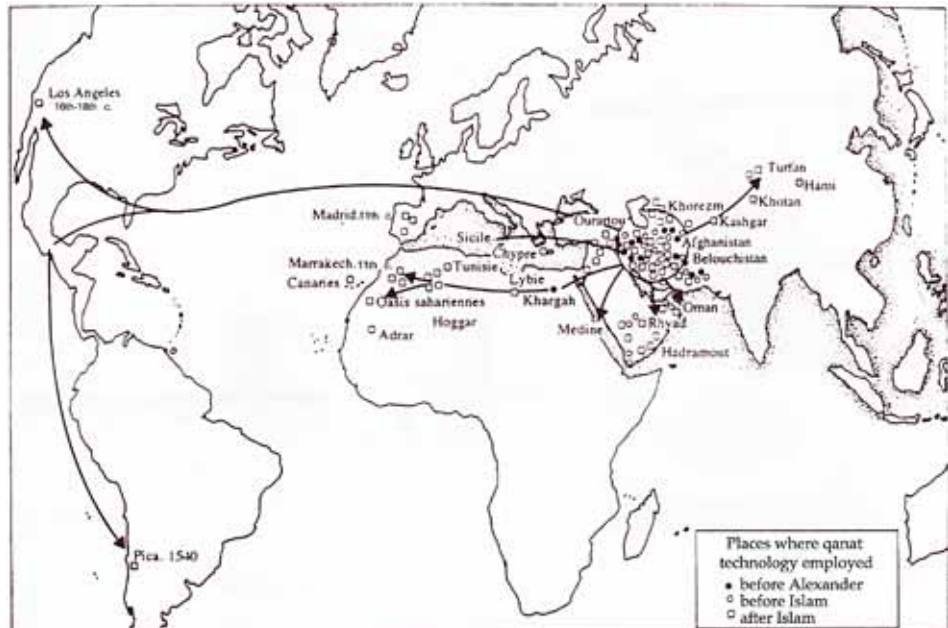 Los Angeles
16th-18th c.
Turfan
Hami
Khotan
Kashgar
Khorezm
Ourartou
Madrid. 11th c.
Sicile
Chypre
Afghanistan
Belouchistan
Marrakech. 11th c.
Tunisie
Lybie
Canaries
Khargah
Oasis sahariennes
Oman
Hoggar
Medine
Rhyad
Adrar
Hadramout
Pica. 1540
Places where qanat
technology employed
before Alexander
before Islam
after Islam